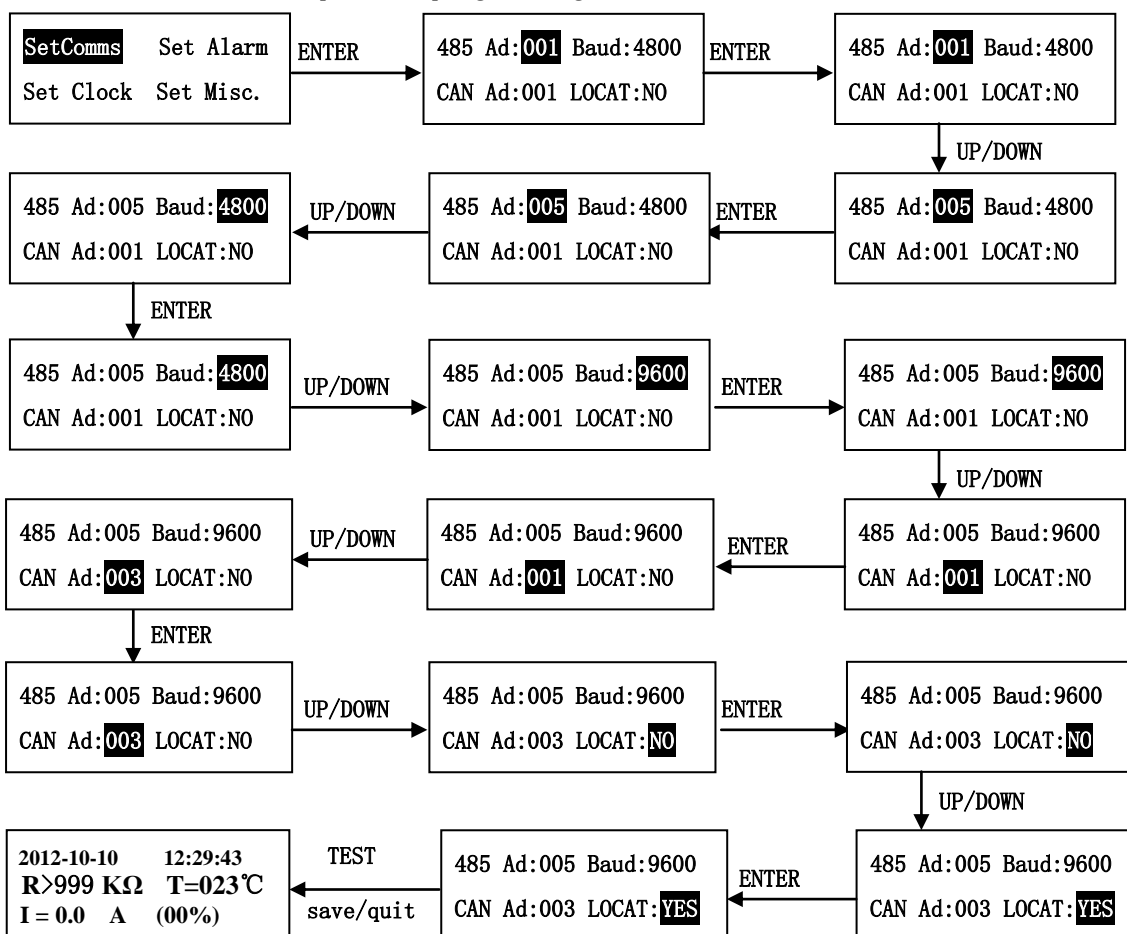 SetComms Set Alarm
Set Clock Set Misc.
ENTER
485 Ad:001 Baud:4800
CAN Ad:001 LOCAT:NO
ENTER
485 Ad:001 Baud:4800
CAN Ad:001 LOCAT:NO
UP/DOWN
485 Ad:005 Baud:4800
CAN Ad:001 LOCAT:NO
UP/DOWN
485 Ad:005 Baud:4800
CAN Ad:001 LOCAT:NO
ENTER
485 Ad:005 Baud:4800
CAN Ad:001 LOCAT:NO
ENTER
485 Ad:005 Baud:4800
CAN Ad:001 LOCAT:NO
UP/DOWN
485 Ad:005 Baud:9600
CAN Ad:001 LOCAT:NO
ENTER
485 Ad:005 Baud:9600
CAN Ad:001 LOCAT:NO
UP/DOWN
485 Ad:005 Baud:9600
CAN Ad:003 LOCAT:NO
UP/DOWN
485 Ad:005 Baud:9600
CAN Ad:001 LOCAT:NO
ENTER
485 Ad:005 Baud:9600
CAN Ad:001 LOCAT:NO
ENTER
485 Ad:005 Baud:9600
CAN Ad:003 LOCAT:NO
UP/DOWN
485 Ad:005 Baud:9600
CAN Ad:003 LOCAT:NO
ENTER
485 Ad:005 Baud:9600
CAN Ad:003 LOCAT:NO
UP/DOWN
2012-10-10 12:29:43
R>999 KΩ T=023℃
I = 0.0 A (00%)
TEST
save/quit
485 Ad:005 Baud:9600
CAN Ad:003 LOCAT:YES
ENTER
485 Ad:005 Baud:9600
CAN Ad:003 LOCAT:YES